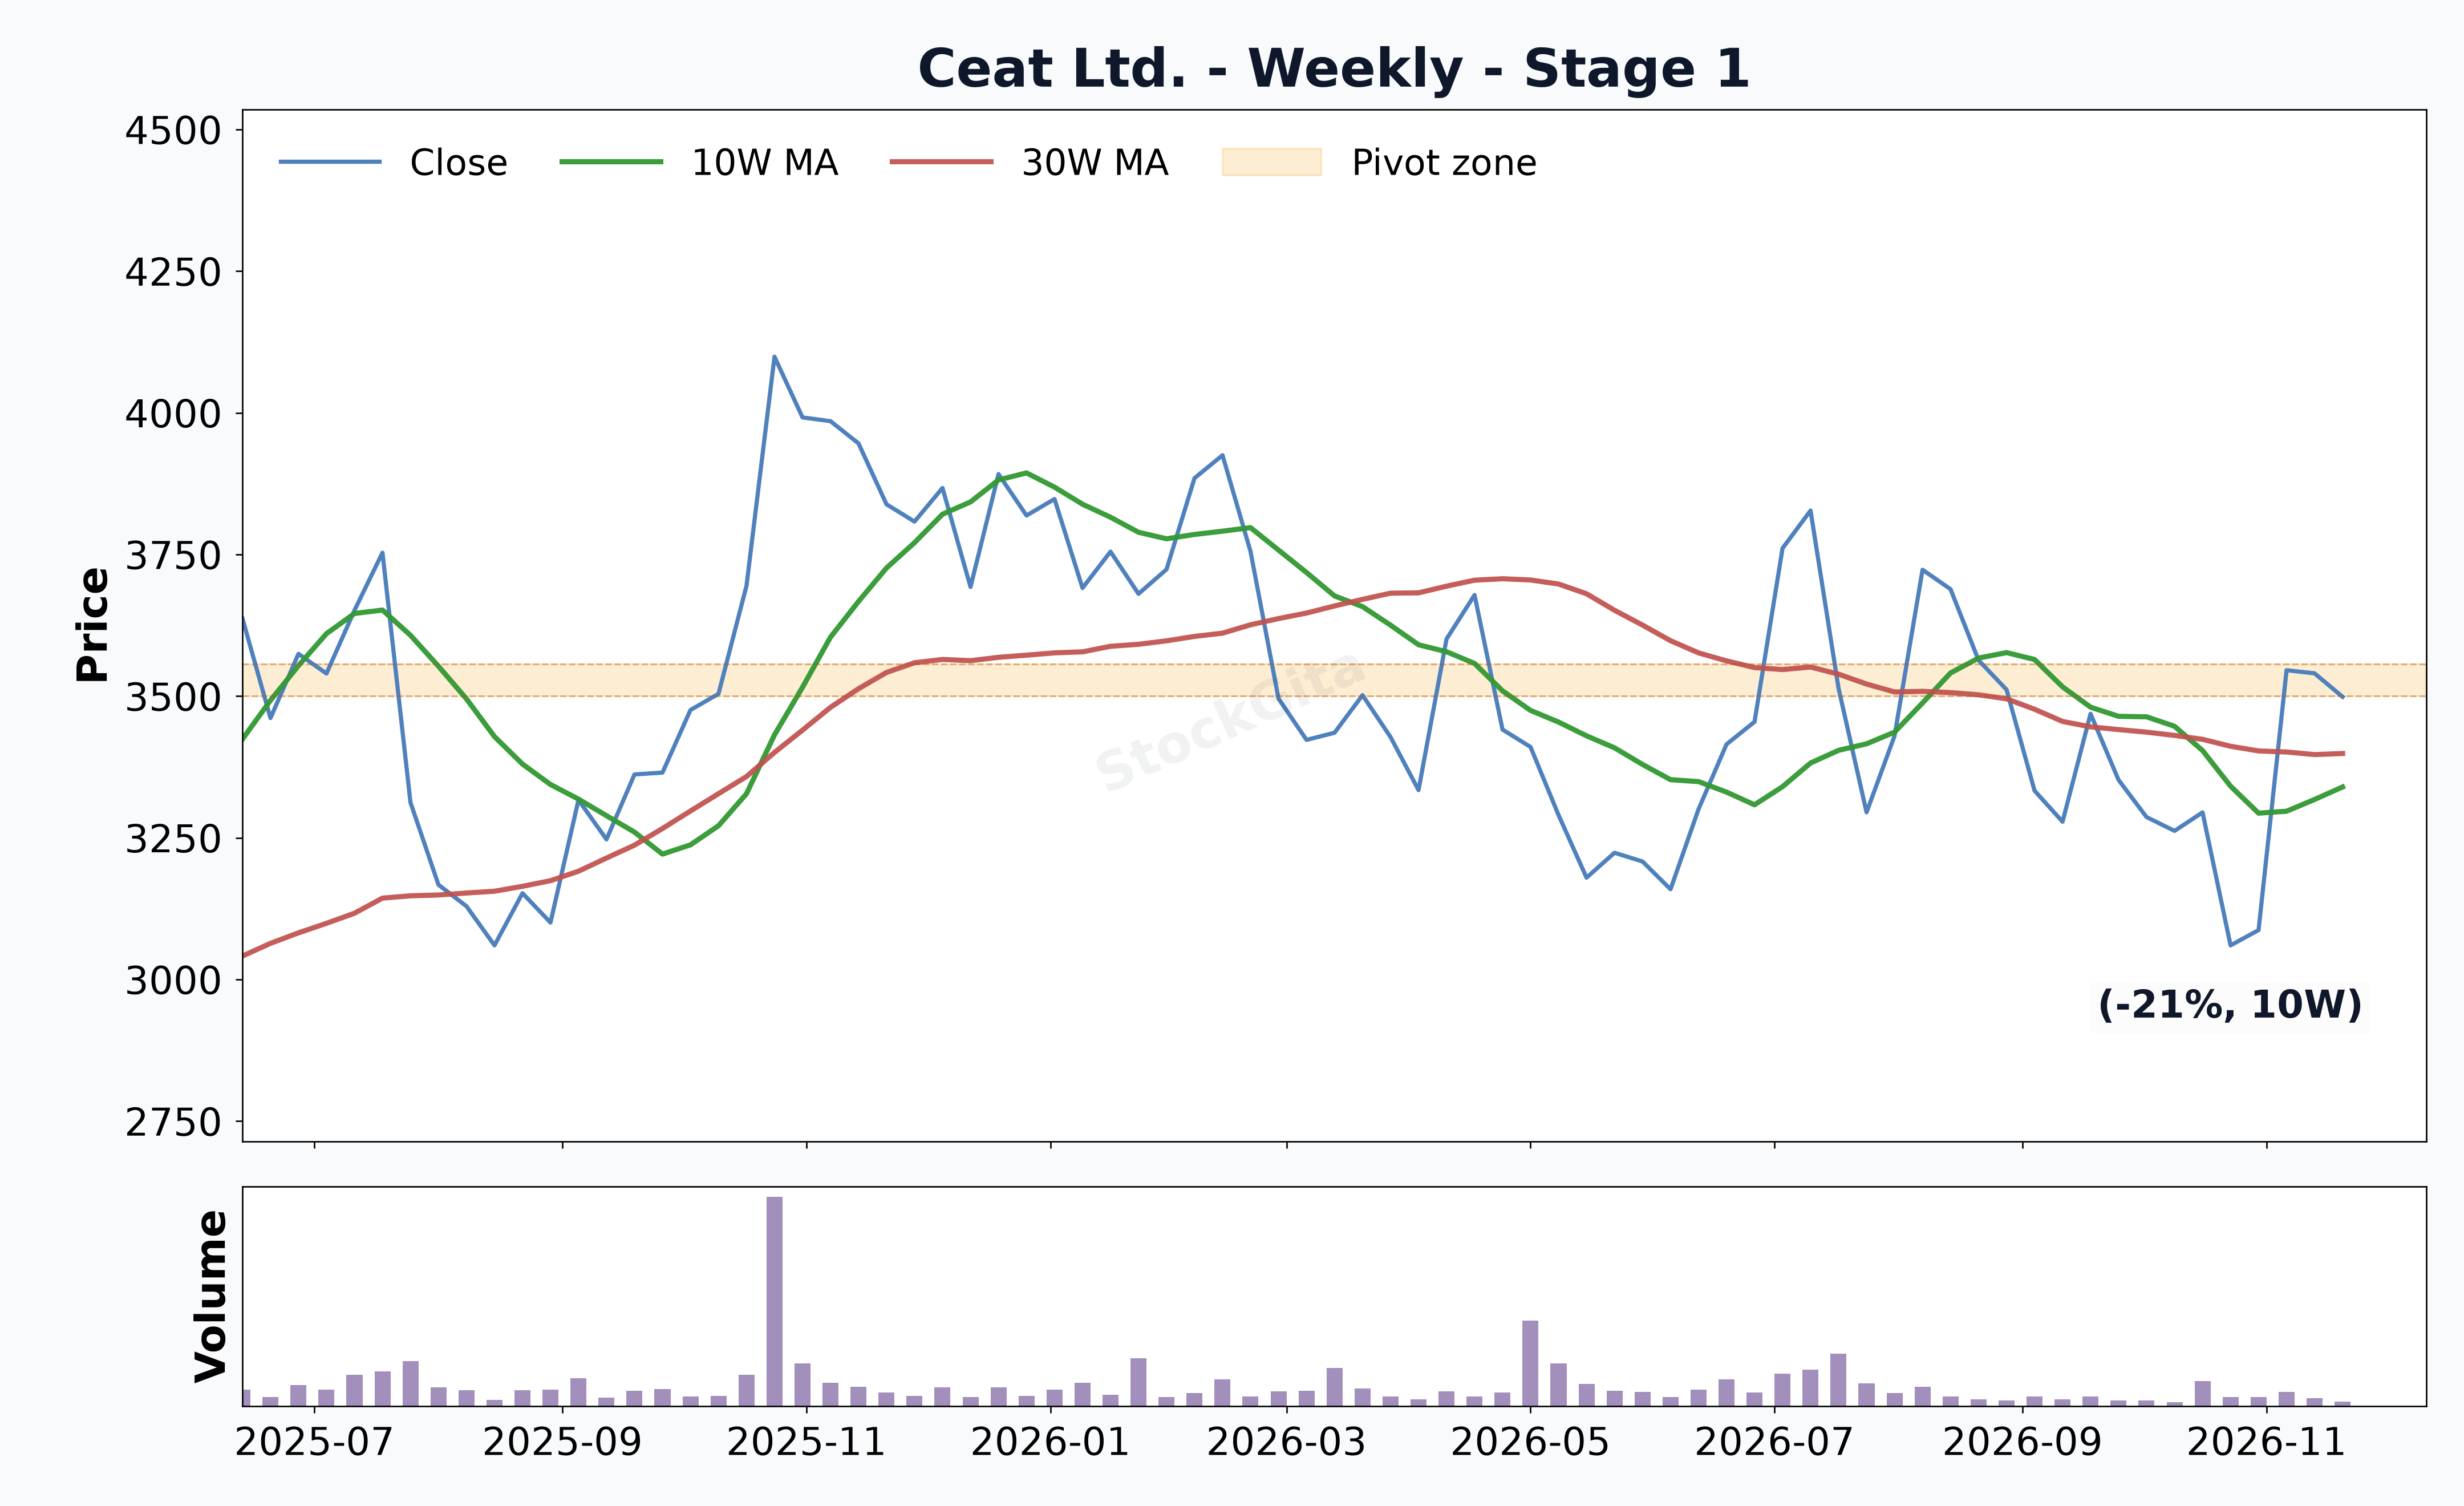 Ceat Ltd. - Weekly - Stage 1
Close 10W MA 30W MA Pivot zone
4500
4250
4000
3750
3500
3250
3000
2750
Price
StockGita
(-21%, 10W)
Volume
2025-07 2025-09 2025-11 2026-01 2026-03 2026-05 2026-07 2026-09 2026-11